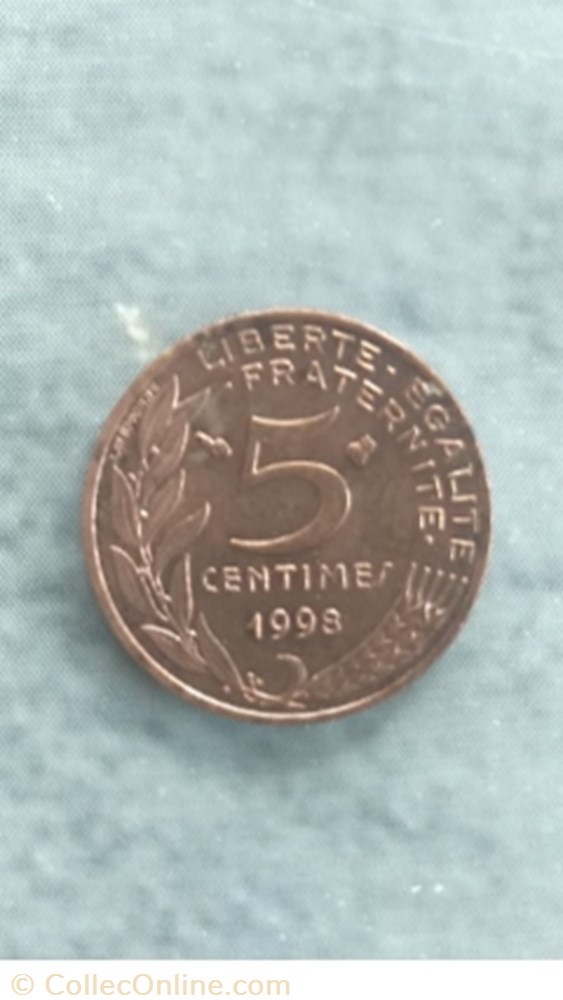 LIBERTE · EGALITE
· FRATERNITE ·
5
CENTIMES
1998
© CollecOnline.com